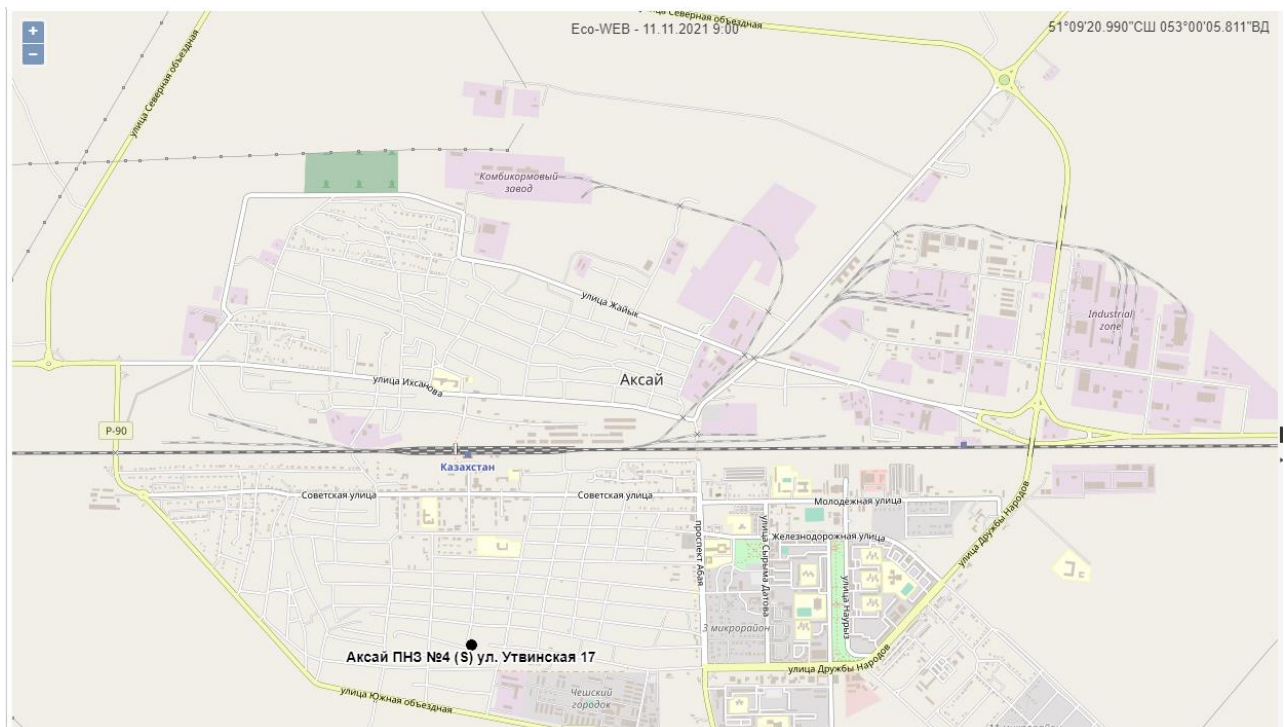 +
−
улица Северная объездная
Eco-WEB - 11.11.2021 9:00
51°09'20.990"СШ 053°00'05.811"ВД
улица Северная объездная
Комбикормовый
завод
улица Жайык
Industrial
zone
Аксай
улица Ихсанова
Р-90
Казахстан
Советская улица
Советская улица
Молодёжная улица
проспект Абая
улица Сырыма Датова
Железнодорожная улица
улица Наурыз
улица Дружбы Народов
3 микрорайон
Аксай ПНЗ №4 (S) ул. Утвинская 17
улица Дружбы Народов
улица Южная объездная
Чешский
городок